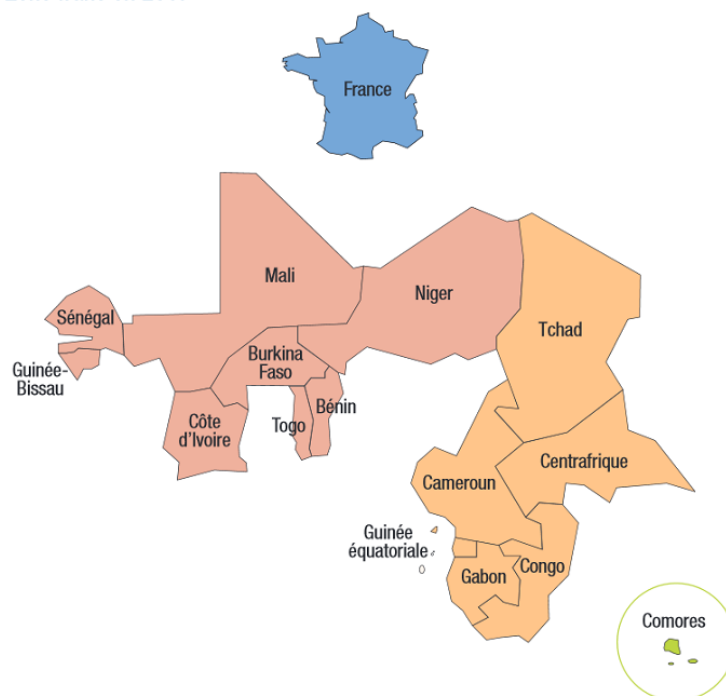 France
Mali
Niger
Sénégal
Tchad
Guinée-
Bissau
Burkina
Faso
Côte
d'Ivoire
Togo
Bénin
Centrafrique
Cameroun
Guinée
équatoriale
Gabon
Congo
Comores